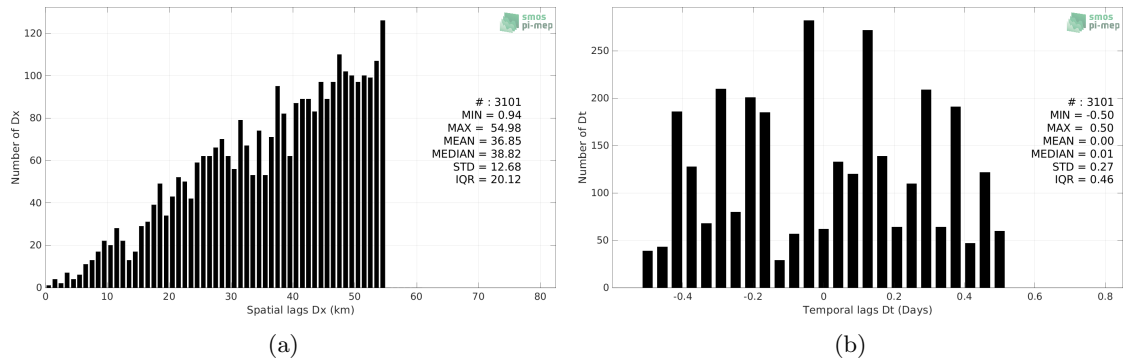 smos
pi-mep
120
100
80
60
40
20
0
Number of Dx
# : 3101
MIN = 0.94
MAX = 54.98
MEAN = 36.85
MEDIAN = 38.82
STD = 12.68
IQR = 20.12
0 10 20 30 40 50 60 70 80
Spatial lags Dx (km)
(a)
smos
pi-mep
250
200
150
100
50
0
Number of Dt
# : 3101
MIN = -0.50
MAX = 0.50
MEAN = 0.00
MEDIAN = 0.01
STD = 0.27
IQR = 0.46
-0.4 -0.2 0 0.2 0.4 0.6 0.8
Temporal lags Dt (Days)
(b)